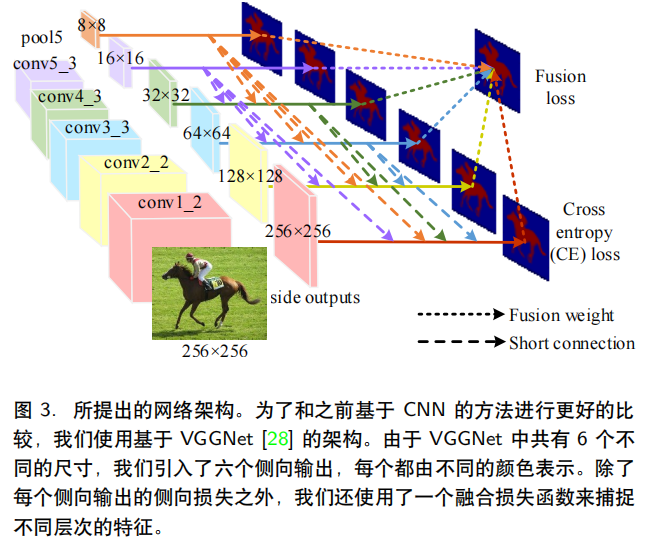 8×8
pool5
16×16
conv5_3
Fusion
loss
conv4_3
32×32
conv3_3
64×64
conv2_2
128×128
conv1_2
256×256
Cross
entropy
(CE) loss
side outputs
Fusion weight
Short connection
256×256
图 3. 所提出的网络架构。为了和之前基于 CNN 的方法进行更好的比
较，我们使用基于 VGGNet [28] 的架构。由于 VGGNet 中共有 6 个不
同的尺寸，我们引入了六个侧向输出，每个都由不同的颜色表示。除了
每个侧向输出的侧向损失之外，我们还使用了一个融合损失函数来捕捉
不同层次的特征。